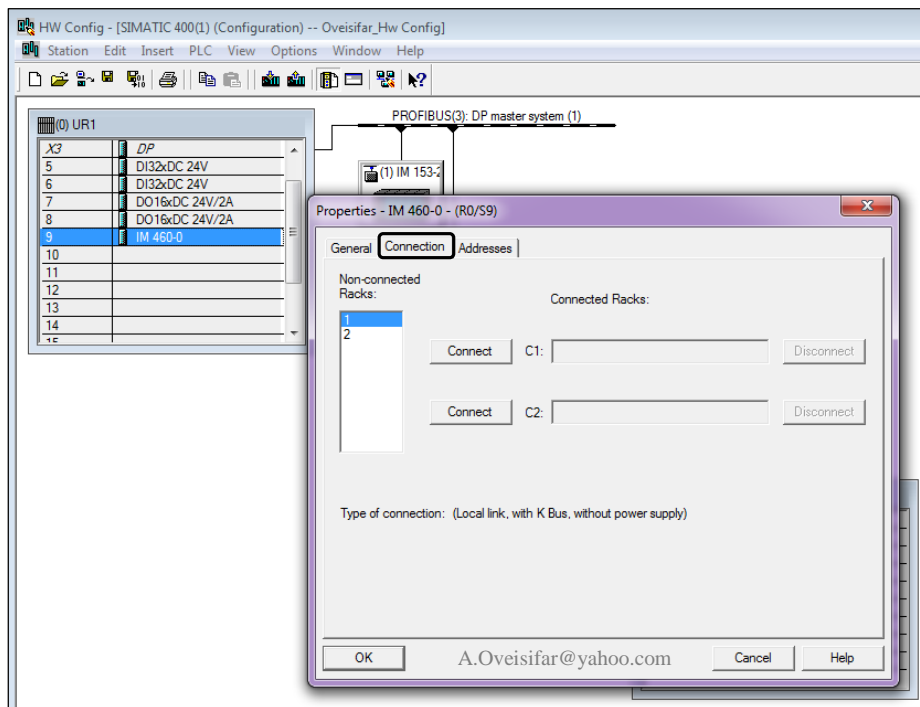 HW Config - [SIMATIC 400(1) (Configuration) -- Oveisifar_Hw Config]
Station Edit Insert PLC View Options Window Help
(0) UR1
X3 DP
5 DI32xDC 24V
6 DI32xDC 24V
7 DO16xDC 24V/2A
8 DO16xDC 24V/2A
9 IM 460-0
10
11
12
13
14
15
PROFIBUS(3): DP master system (1)
(1) IM 153-2
Properties - IM 460-0 - (R0/S9)
General Connection Addresses
Non-connected
Racks:
Connected Racks:
1
2
Connect C1: Disconnect
Connect C2: Disconnect
Type of connection: (Local link, with K Bus, without power supply)
OK A.Oveisifar@yahoo.com Cancel Help